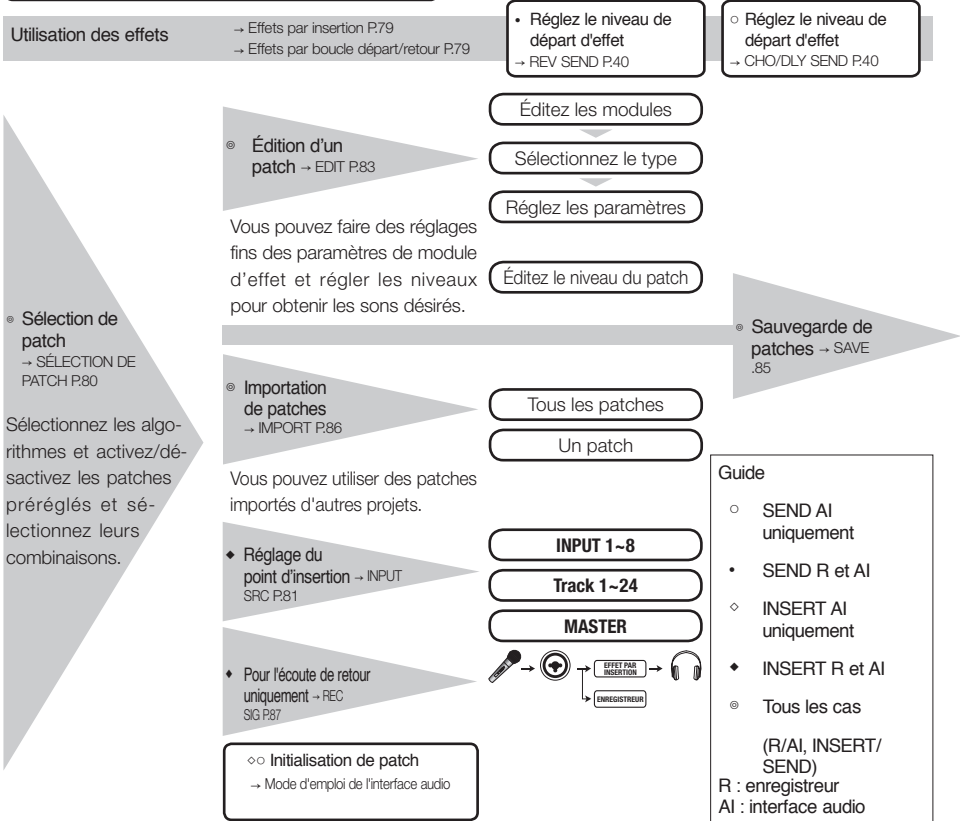 Utilisation des effets
→ Effets par insertion P.79
→ Effets par boucle départ/retour P.79
• Réglez le niveau de
départ d'effet
→ REV SEND P.40
○ Réglez le niveau de
départ d'effet
→ CHO/DLY SEND P.40
◎ Sélection de
patch
→ SÉLECTION DE
PATCH P.80
Sélectionnez les algo-
rithmes et activez/dé-
sactivez les patches
préréglés et sé-
lectionnez leurs
combinaisons.
◎ Édition d’un
patch → EDIT P.83
Vous pouvez faire des réglages
fins des paramètres de module
d’effet et régler les niveaux
pour obtenir les sons désirés.
Éditez les modules
Sélectionnez le type
Réglez les paramètres
Éditez le niveau du patch
◎ Sauvegarde de
patches → SAVE
.85
◎ Importation
de patches
→ IMPORT P.86
Vous pouvez utiliser des patches
importés d'autres projets.
Tous les patches
Un patch
◆ Réglage du
point d’insertion → INPUT
SRC P.81
INPUT 1~8
Track 1~24
MASTER
◆ Pour l'écoute de retour
uniquement → REC
SIG P.87
→ → EFFET PAR
INSERTION →
ENREGISTREUR
◇○ Initialisation de patch
→ Mode d'emploi de l'interface audio
Guide
○ SEND AI
uniquement
• SEND R et AI
◇ INSERT AI
uniquement
◆ INSERT R et AI
◎ Tous les cas
(R/AI, INSERT/
SEND)
R : enregistreur
AI : interface audio